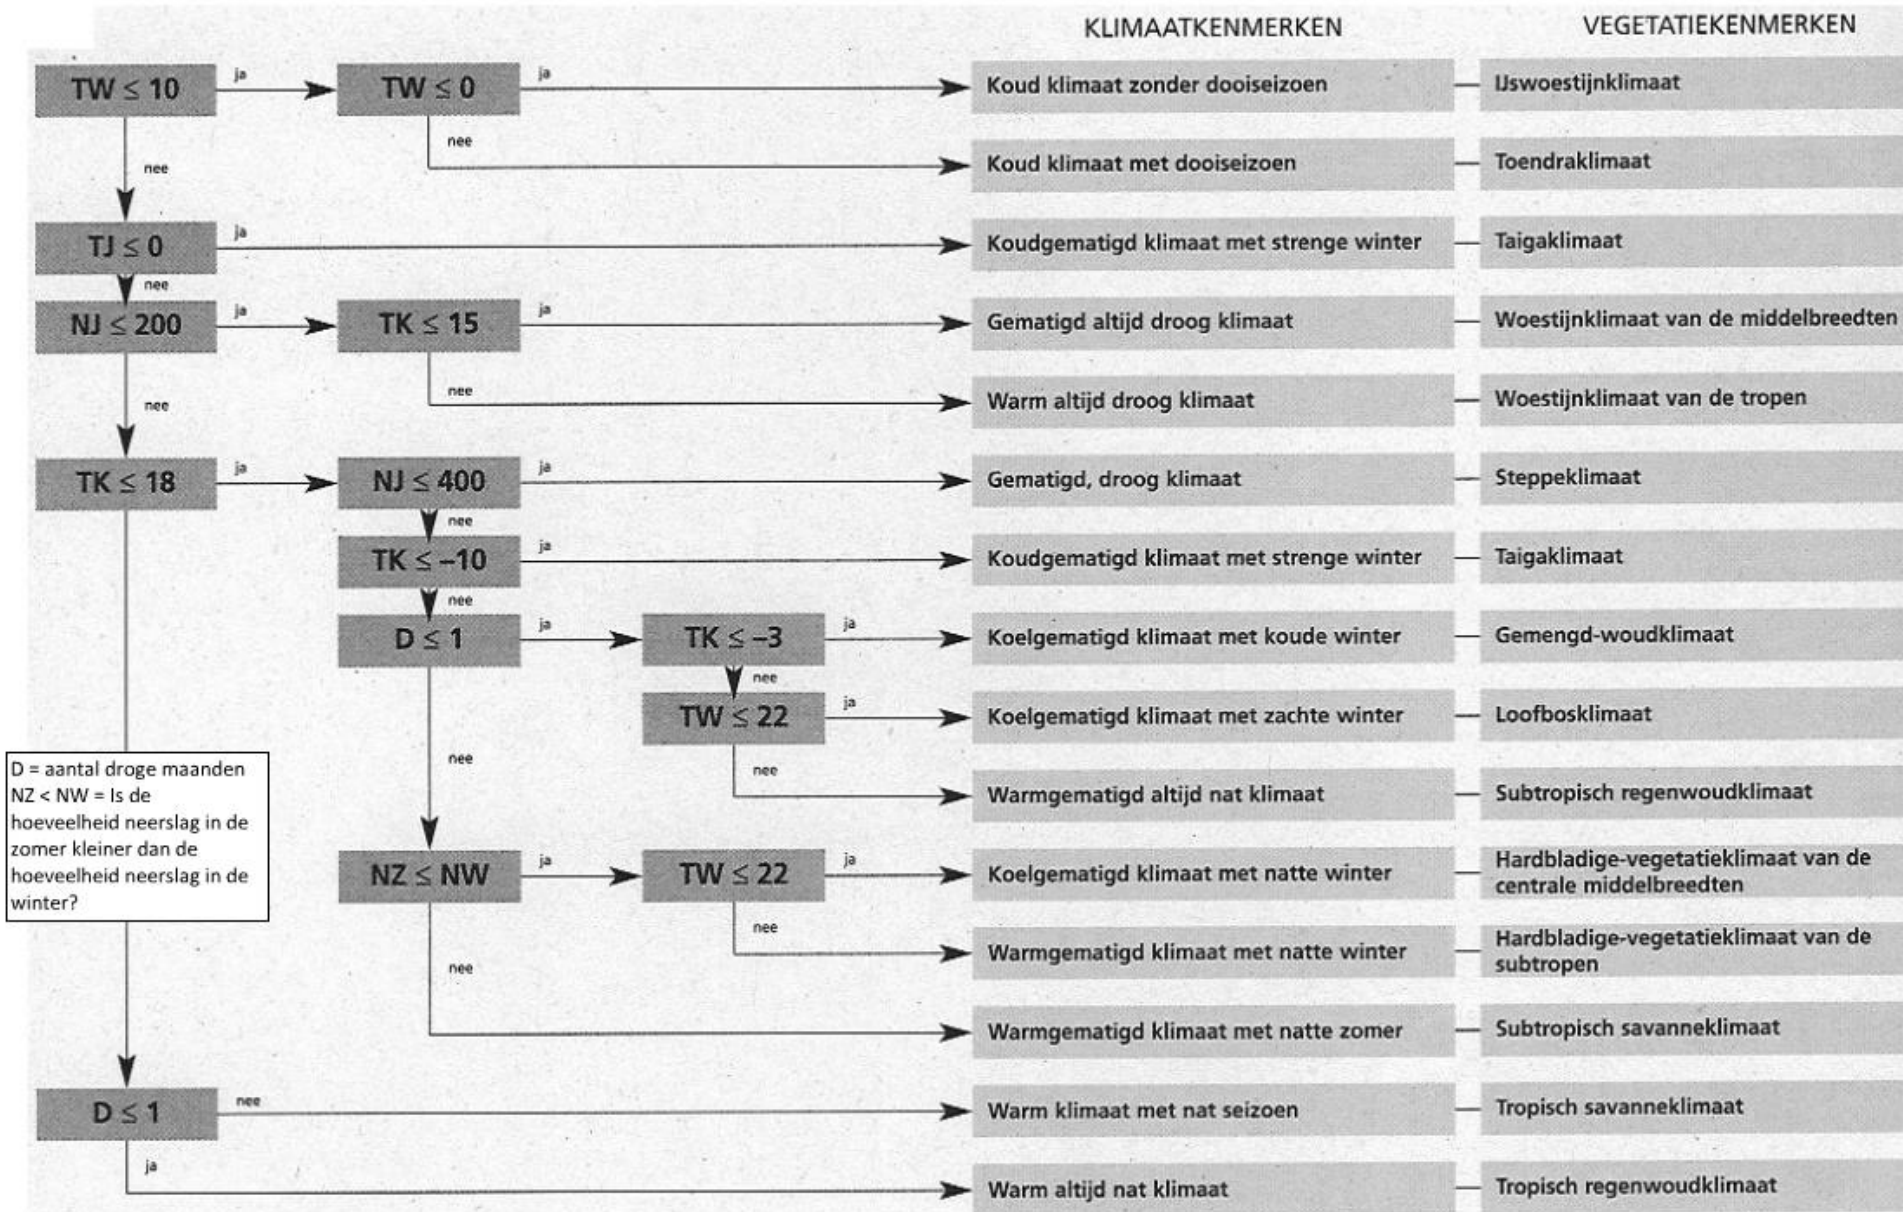 KLIMAATKENMERKEN VEGETATIEKENMERKEN
TW ≤ 10 ja TW ≤ 0 ja Koud klimaat zonder dooiseizoen IJswoestijnklimaat
nee Koud klimaat met dooiseizoen Toendraklimaat
nee
TJ ≤ 0 ja Koudgematigd klimaat met strenge winter Taigaklimaat
nee
NJ ≤ 200 ja TK ≤ 15 ja Gematigd altijd droog klimaat Woestijnklimaat van de middelbreedten
nee nee Warm altijd droog klimaat Woestijnklimaat van de tropen
TK ≤ 18 ja NJ ≤ 400 ja Gematigd, droog klimaat Steppeklimaat
nee
TK ≤ –10 ja Koudgematigd klimaat met strenge winter Taigaklimaat
nee
D ≤ 1 ja TK ≤ –3 ja Koelgematigd klimaat met koude winter Gemengd-woudklimaat
nee
TW ≤ 22 ja Koelgematigd klimaat met zachte winter Loofbosklimaat
nee nee Warmgematigd altijd nat klimaat Subtropisch regenwoudklimaat
D = aantal droge maanden
NZ < NW = Is de
hoeveelheid neerslag in de
zomer kleiner dan de
hoeveelheid neerslag in de
winter?
NZ ≤ NW ja TW ≤ 22 ja Koelgematigd klimaat met natte winter Hardbladige-vegetatieklimaat van de
centrale middelbreedten
nee Warmgematigd klimaat met natte winter Hardbladige-vegetatieklimaat van de
subtropen
nee Warmgematigd klimaat met natte zomer Subtropisch savanneklimaat
D ≤ 1 nee Warm klimaat met nat seizoen Tropisch savanneklimaat
ja Warm altijd nat klimaat Tropisch regenwoudklimaat